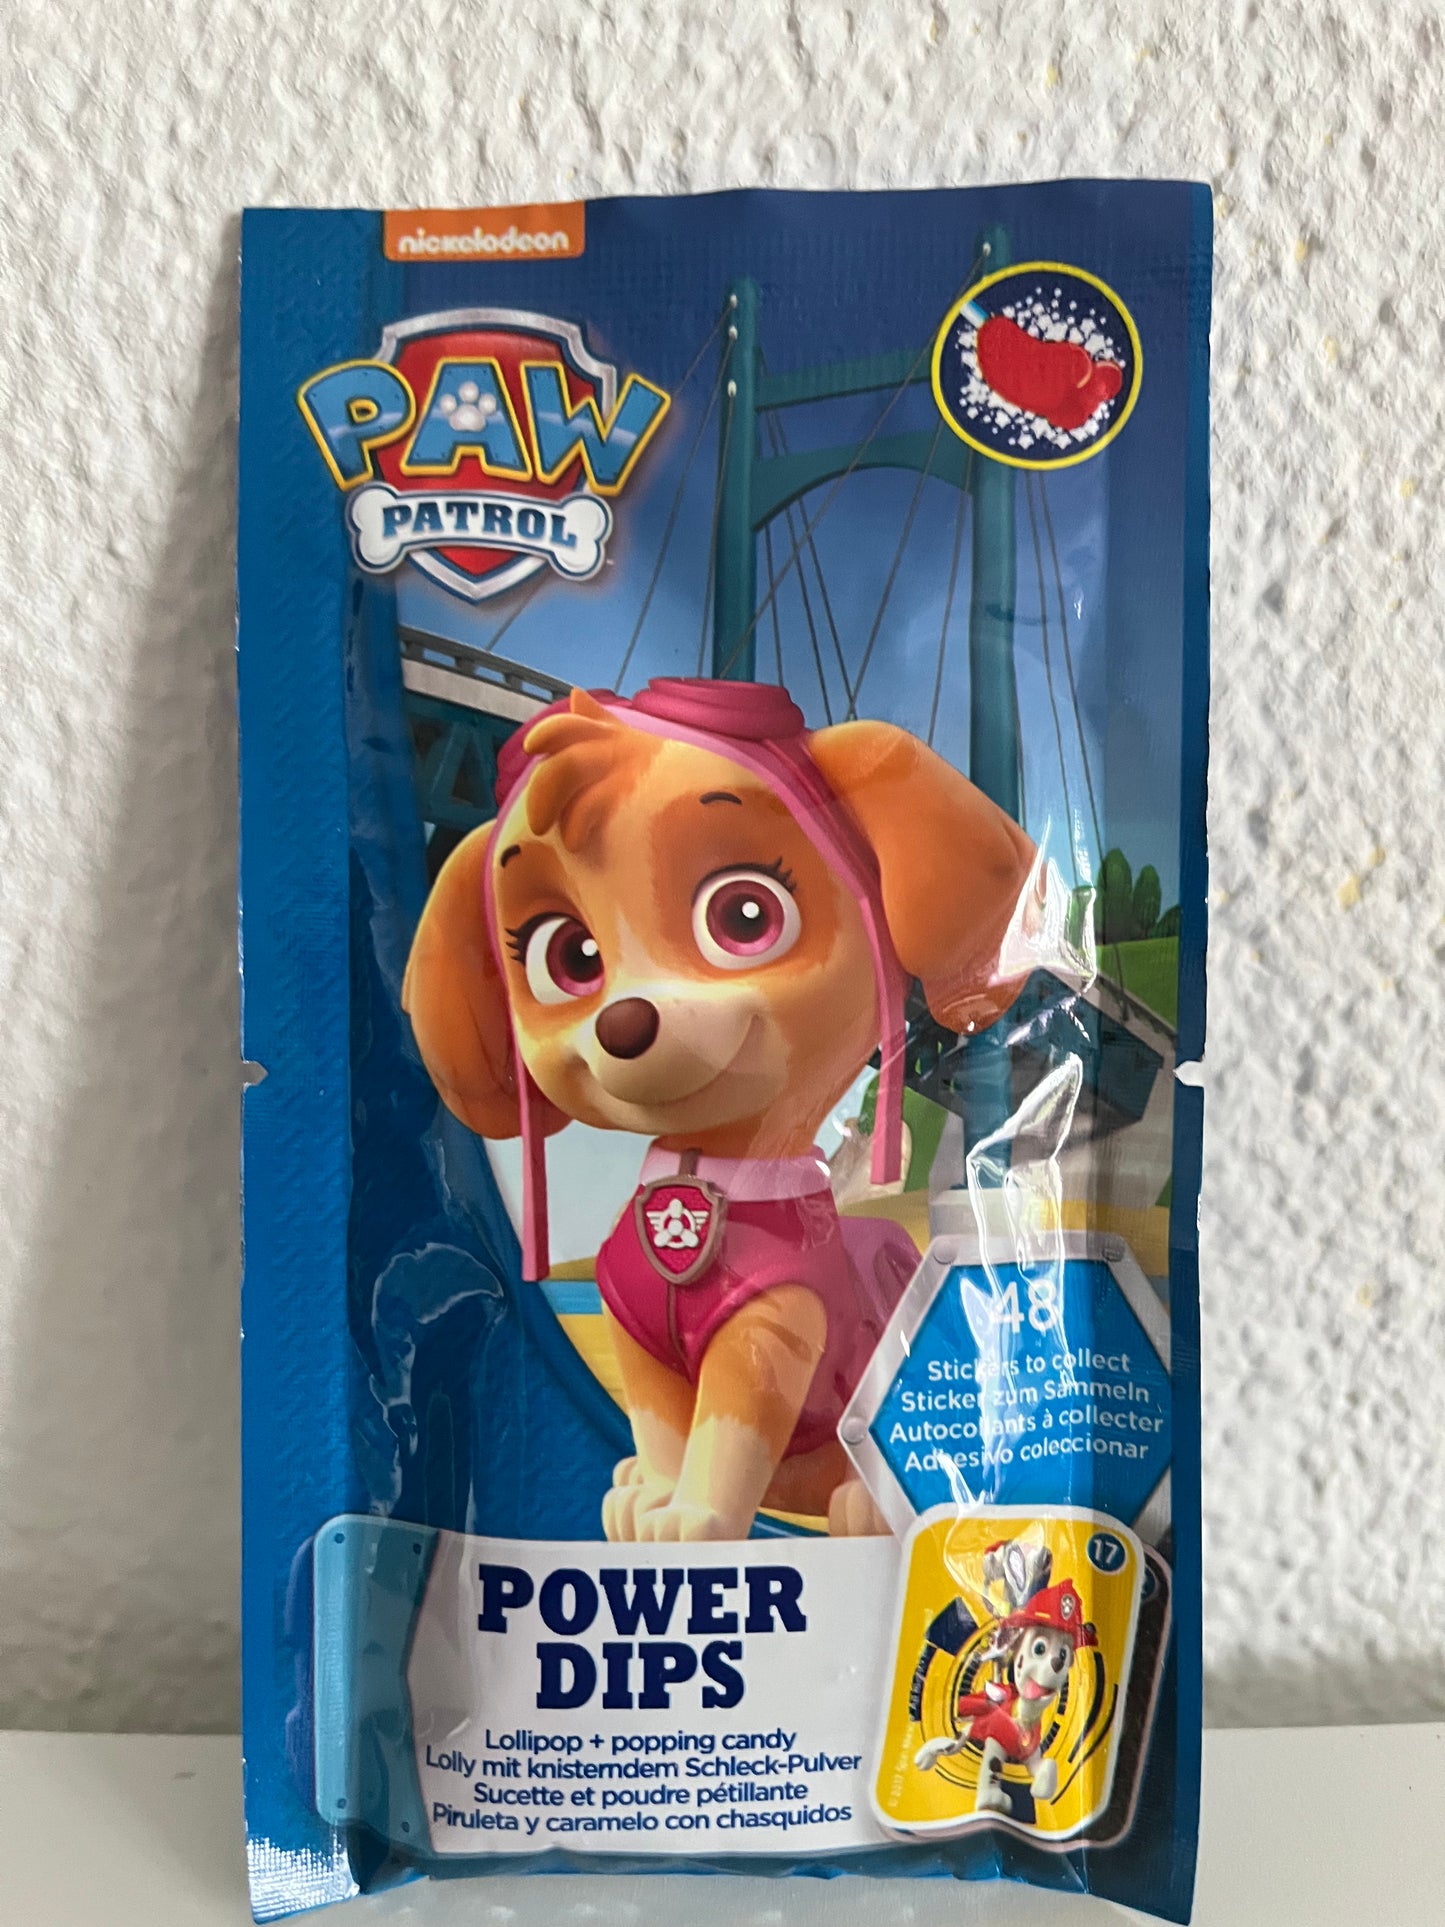 nickelodeon
PAW
PATROL
48
Stickers to collect
Sticker zum Sammeln
Autocollants à collecter
Adhesivo coleccionar
17
POWER
DIPS
Lollipop + popping candy
Lolly mit knisterndem Schleck-Pulver
Sucette et poudre pétillante
Piruleta y caramelo con chasquidos